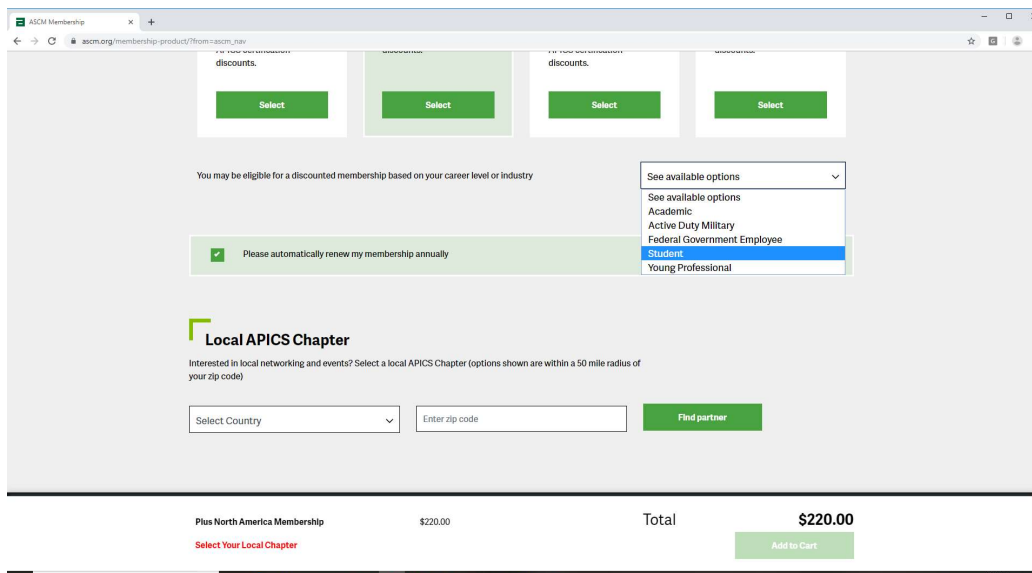 ASCM Membership
ascm.org/membership-product/?from=ascm_nav
discounts.
discounts.
Select
Select
Select
Select
You may be eligible for a discounted membership based on your career level or industry
See available options
See available options
Academic
Active Duty Military
Federal Government Employee
Student
Young Professional
Please automatically renew my membership annually
Local APICS Chapter
Interested in local networking and events? Select a local APICS Chapter (options shown are within a 50 mile radius of
your zip code)
Select Country
Enter zip code
Find partner
Plus North America Membership
$220.00
Total
$220.00
Select Your Local Chapter
Add to Cart